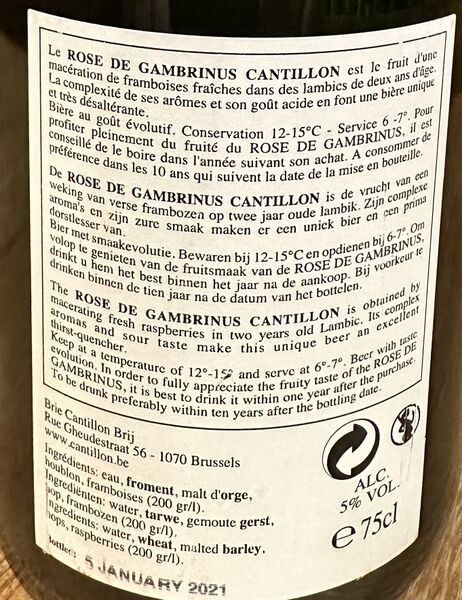 Le ROSE DE GAMBRINUS CANTILLON est le fruit d'une
macération de framboises fraîches dans des lambics de deux ans d'âge.
La complexité de ses arômes et son goût acide en font une bière unique
et très désaltérante.
Bière au goût évolutif. Conservation 12-15°C - Service 6 -7°. Pour
profiter pleinement du fruité du ROSE DE GAMBRINUS, il est
conseillé de le boire dans l'année suivant son achat. A consommer de
préférence dans les 10 ans qui suivent la date de la mise en bouteille.
De ROSE DE GAMBRINUS CANTILLON is de vrucht van een
weking van verse frambozen op twee jaar oude lambik. Zijn complexe
aroma's en zijn zure smaak maken er een uniek bier en een prima
dorstlesser van.
Bier met smaakevolutie. Bewaren bij 12-15°C en opdienen bij 6-7°. Om
volop te genieten van de fruitsmaak van de ROSE DE GAMBRINUS,
drinkt u hem het best binnen het jaar na de aankoop. Bij voorkeur te
drinken binnen de tien jaar na de datum van het bottelen.
The ROSE DE GAMBRINUS CANTILLON is obtained by
macerating fresh raspberries in two years old Lambic. Its complex
aromas and sour taste make this unique beer an excellent
thirst-quencher.
Keep at a temperature of 12°-15° and serve at 6°-7°. Beer with taste
evolution. In order to fully appreciate the fruity taste of the ROSE DE
GAMBRINUS, it is best to drink it within one year after the purchase.
To be drunk preferably within ten years after the bottling date.
Brie Cantillon Brij
Rue Gheudestraat 56 - 1070 Brussels
www.cantillon.be
Ingrédients: eau, froment, malt d'orge,
houblon, framboises (200 gr/l).
Ingrediënten: water, tarwe, gemoute gerst,
hop, frambozen (200 gr/l).
Ingredients: water, wheat, malted barley,
hops, raspberries (200 gr/l).
bottled:
5 JANUARY 2021
ALC.
5% VOL.
e 75cl